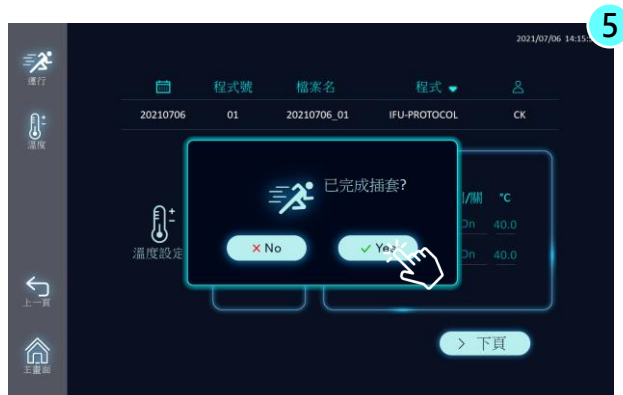 5
2021/07/06 14:15:
運行
程式號 檔案名 程式
20210706 01 20210706_01 IFU-PROTOCOL CK
溫度
已完成插套?
/關 °C
On 40.0
溫度設定
No Yes
On 40.0
上一頁
下頁
主畫面